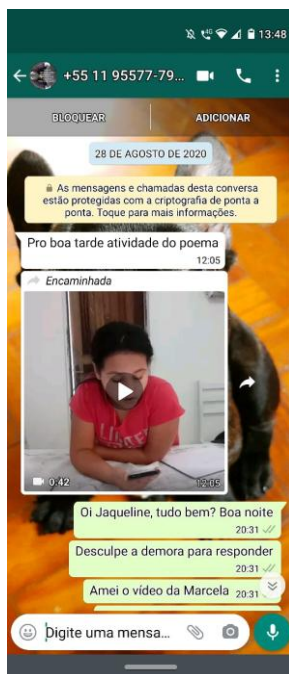 4G 13:48
+55 11 95577-79...
BLOQUEAR ADICIONAR
28 DE AGOSTO DE 2020
As mensagens e chamadas desta conversa
estão protegidas com a criptografia de ponta a
ponta. Toque para mais informações.
Pro boa tarde atividade do poema
12:05
Encaminhada
0:42 12:05
Oi Jaqueline, tudo bem? Boa noite
20:31
Desculpe a demora para responder
20:31
Amei o vídeo da Marcela 20:31
Digite uma mensa...